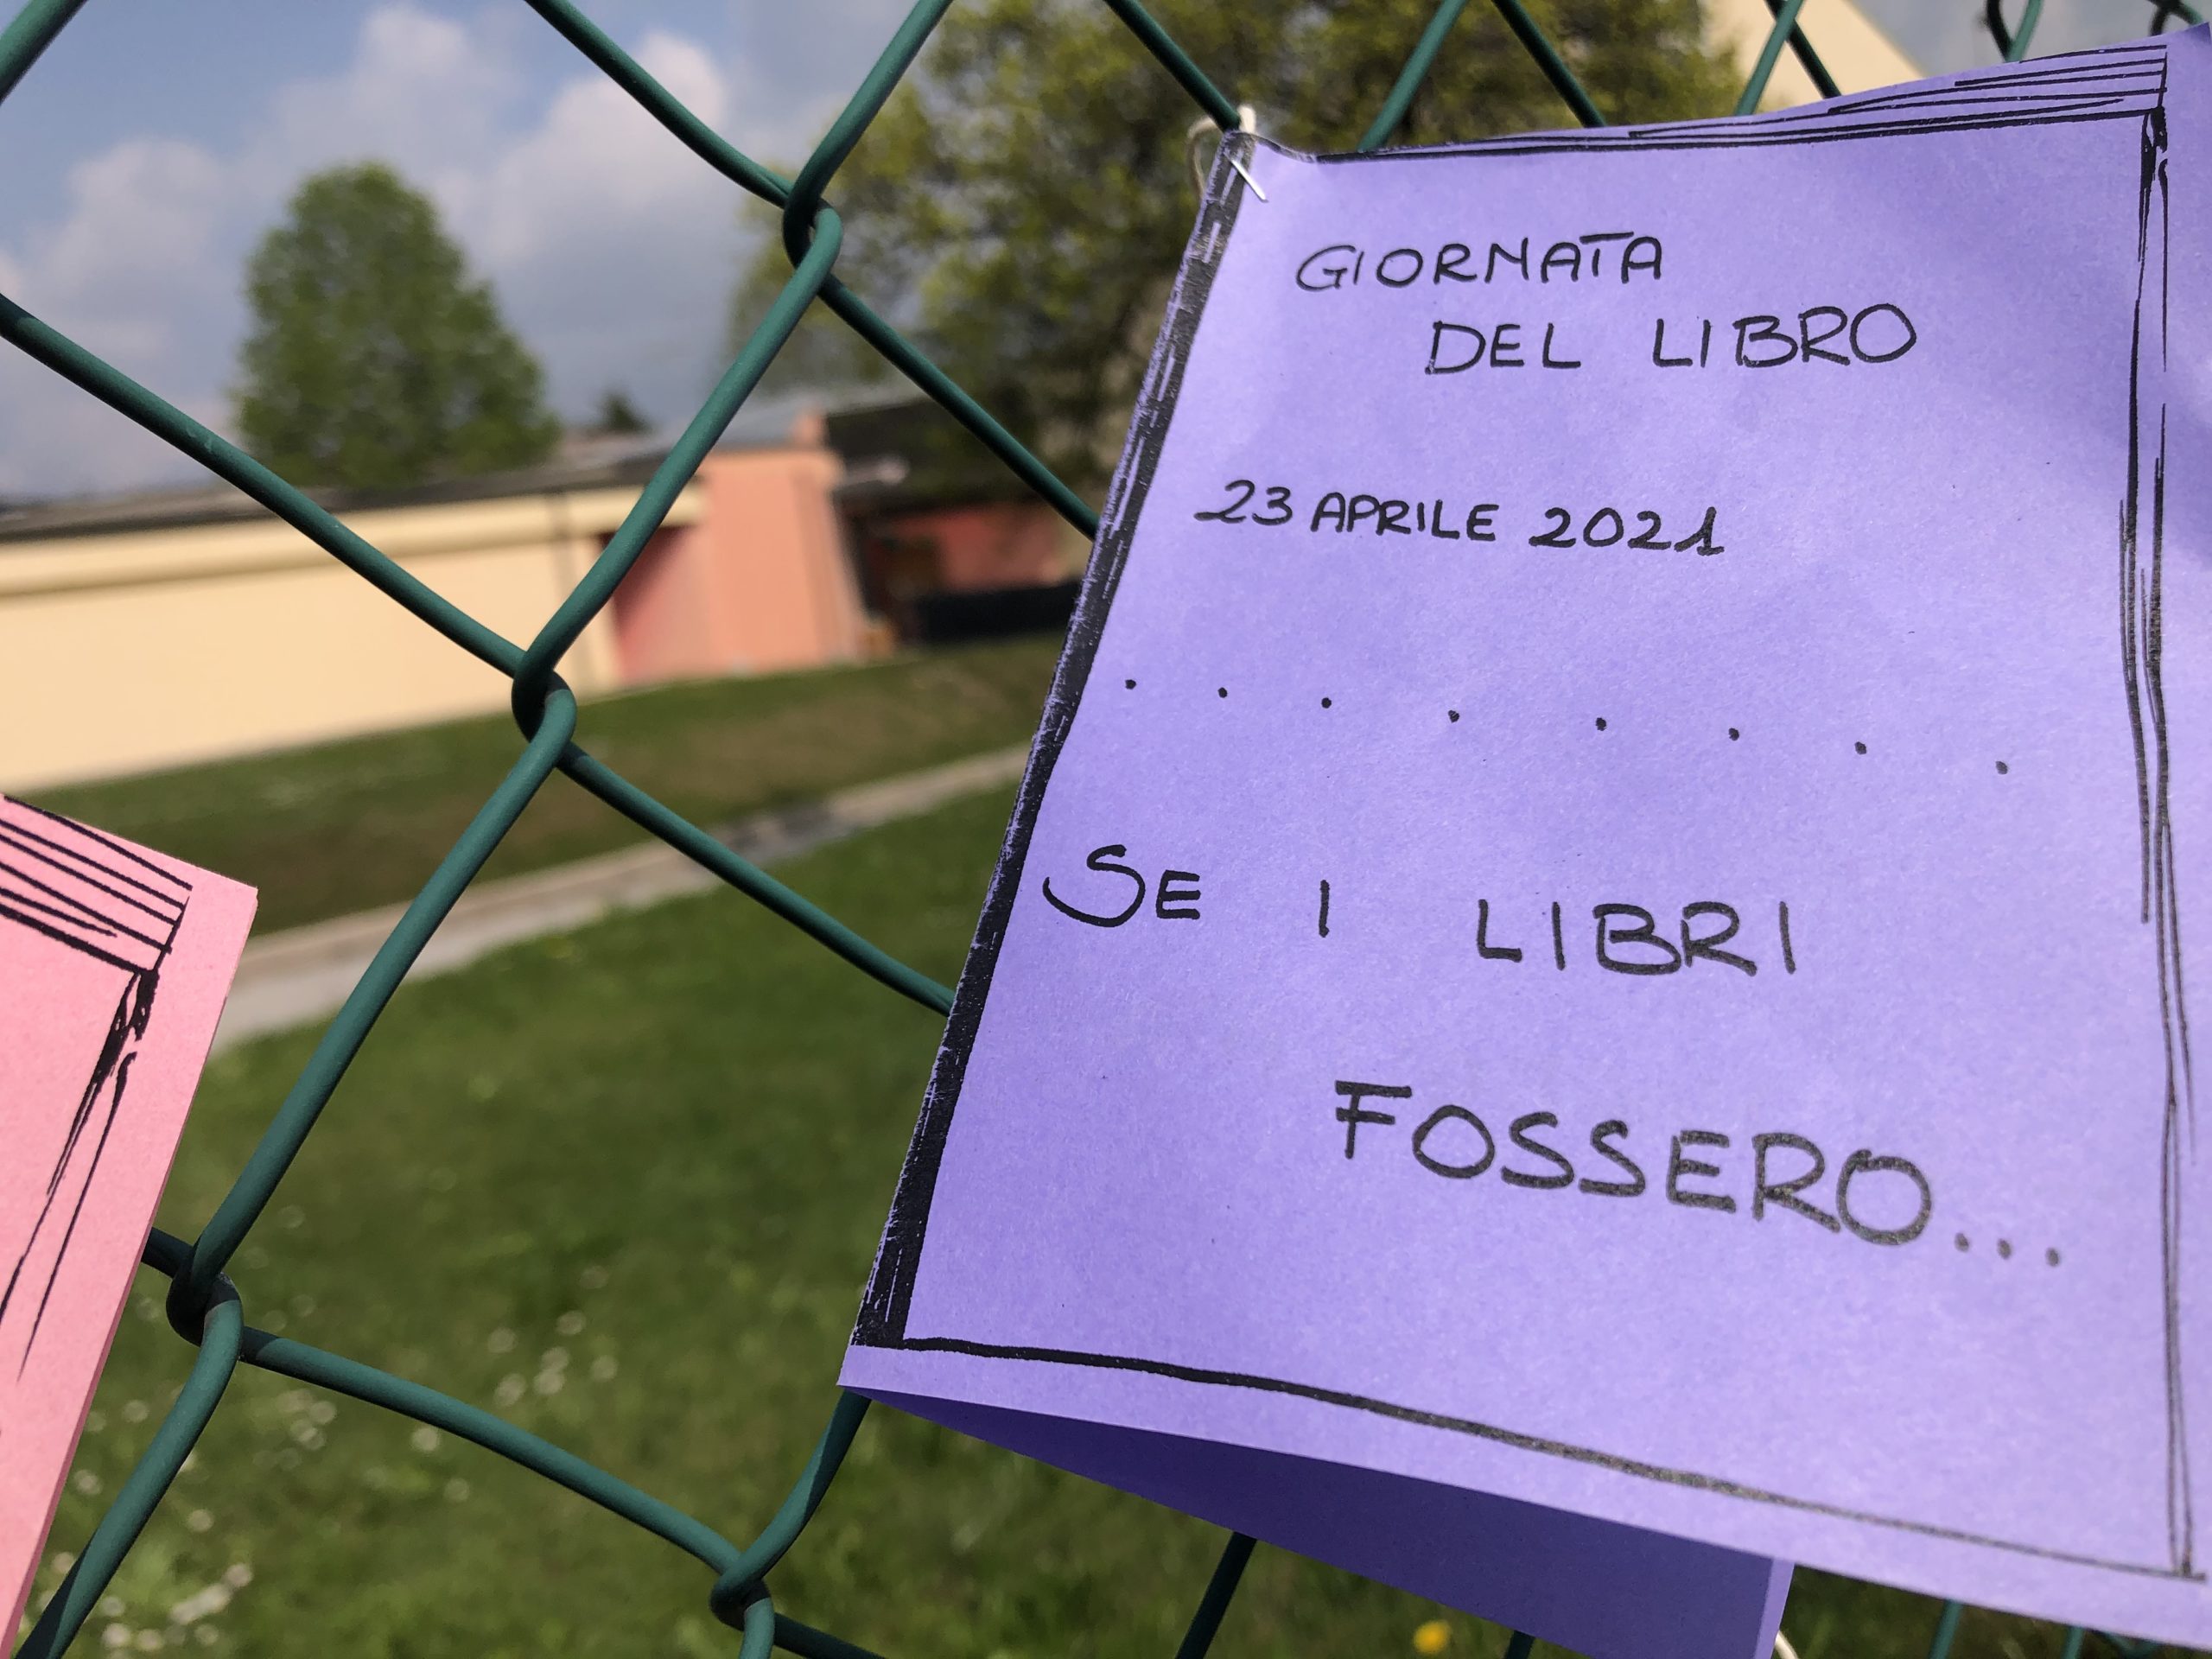 GIORNATA
DEL LIBRO
23 APRILE 2021
. . . . . . . .
SE I LIBRI
FOSSERO...